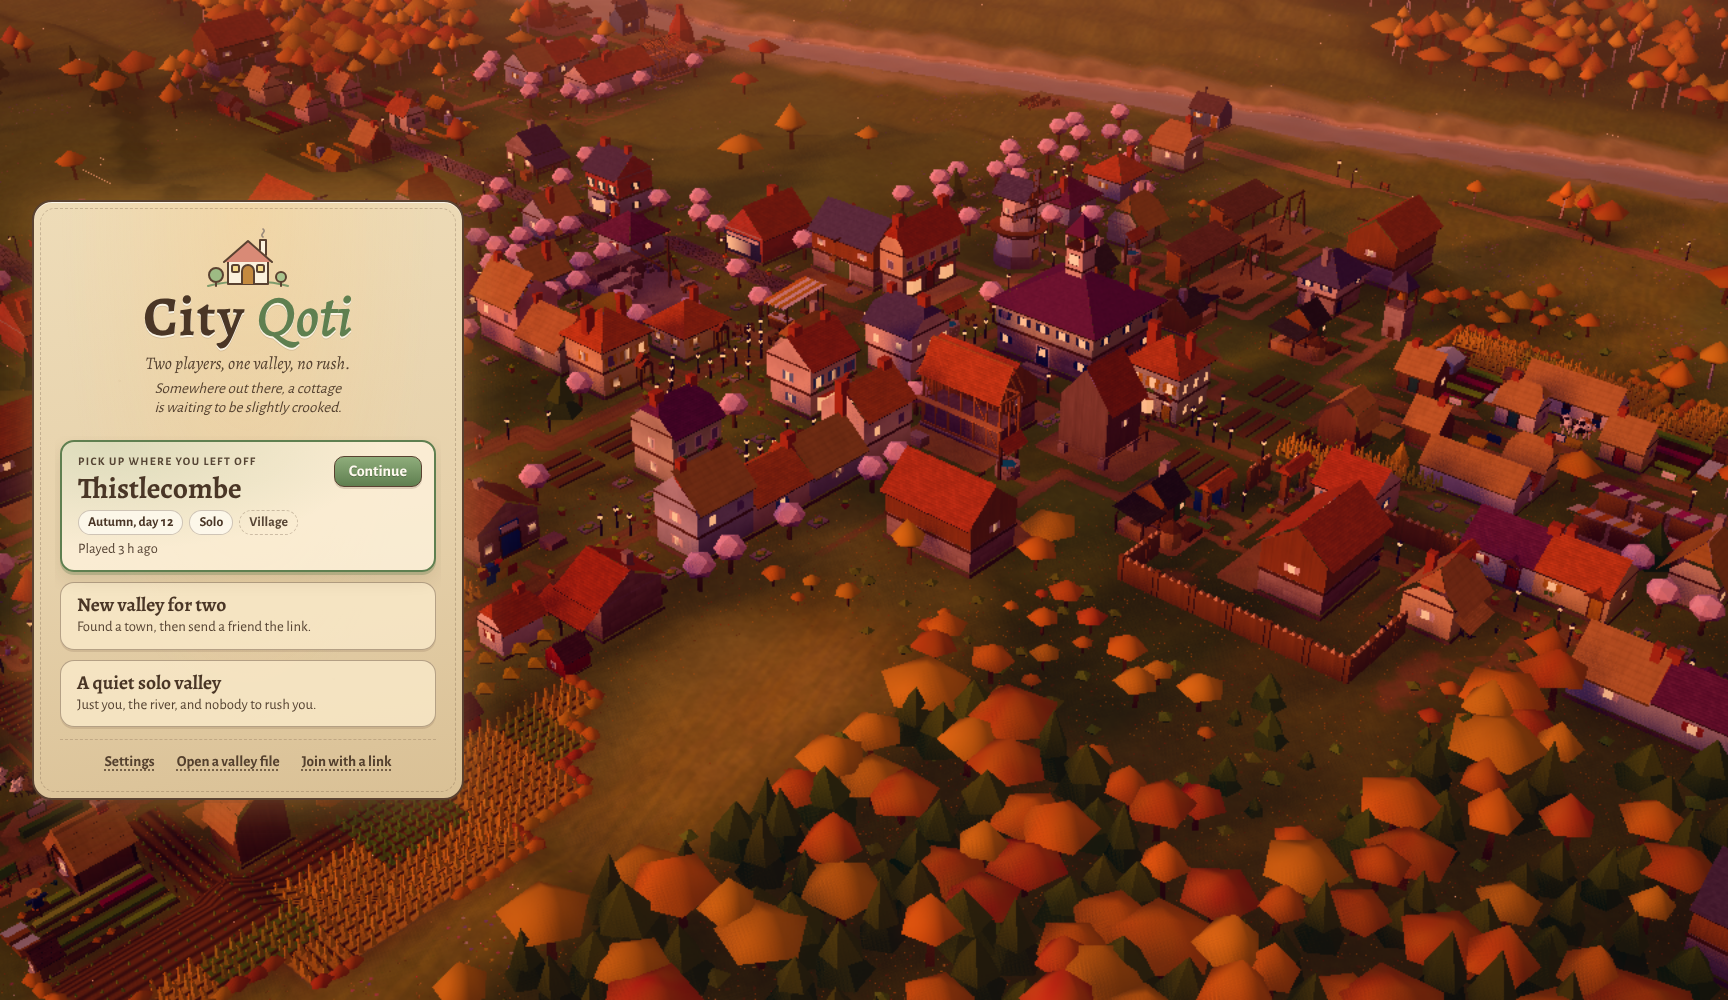 City Qoti
Two players, one valley, no rush.
Somewhere out there, a cottage
is waiting to be slightly crooked.
PICK UP WHERE YOU LEFT OFF
Continue
Thistlecombe
Autumn, day 12
Solo
Village
Played 3 h ago
New valley for two
Found a town, then send a friend the link.
A quiet solo valley
Just you, the river, and nobody to rush you.
Settings
Open a valley file
Join with a link